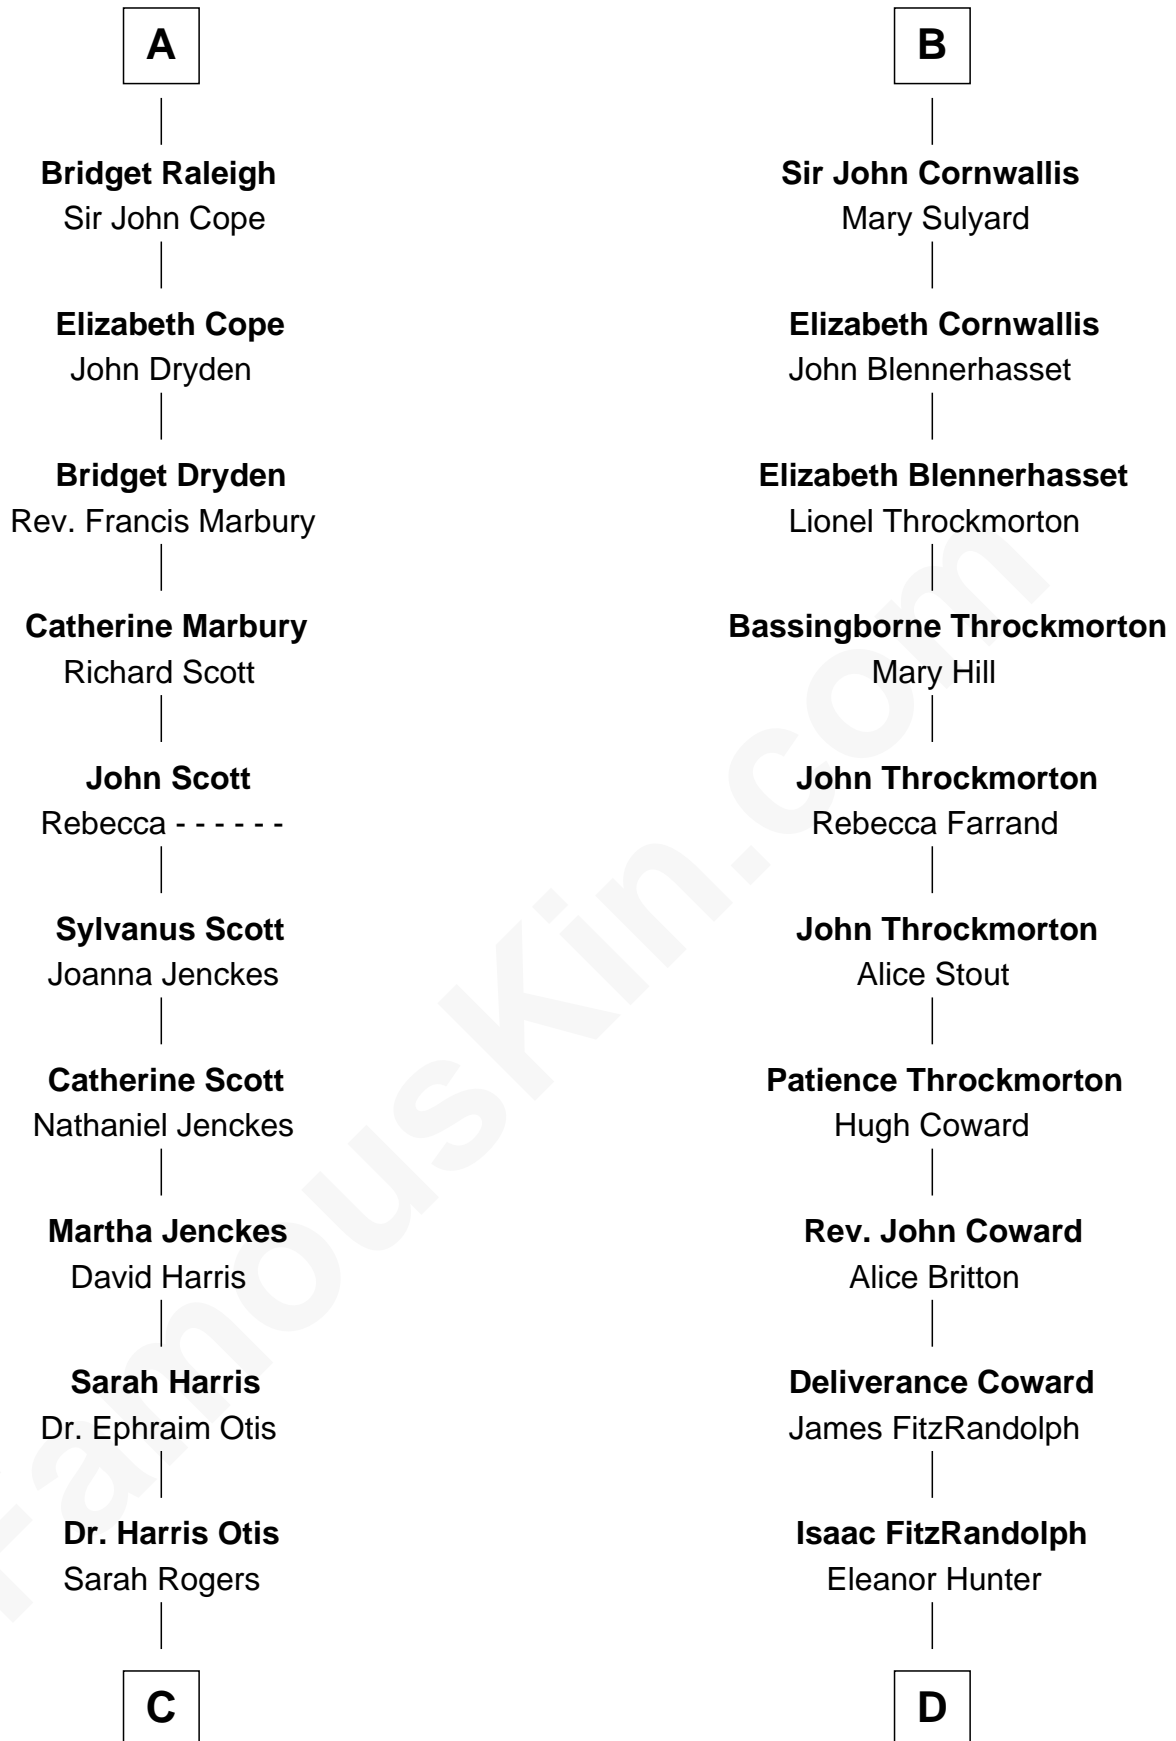 A
Bridget Raleigh
Sir John Cope
Elizabeth Cope
John Dryden
Bridget Dryden
Rev. Francis Marbury
Catherine Marbury
Richard Scott
John Scott
Rebecca - - - - - -
Sylvanus Scott
Joanna Jenckes
Catherine Scott
Nathaniel Jenckes
Martha Jenckes
David Harris
Sarah Harris
Dr. Ephraim Otis
Dr. Harris Otis
Sarah Rogers
C
B
Sir John Cornwallis
Mary Sulyard
Elizabeth Cornwallis
John Blennerhasset
Elizabeth Blennerhasset
Lionel Throckmorton
Bassingborne Throckmorton
Mary Hill
John Throckmorton
Rebecca Farrand
John Throckmorton
Alice Stout
Patience Throckmorton
Hugh Coward
Rev. John Coward
Alice Britton
Deliverance Coward
James FitzRandolph
Isaac FitzRandolph
Eleanor Hunter
D
FamousKin.com